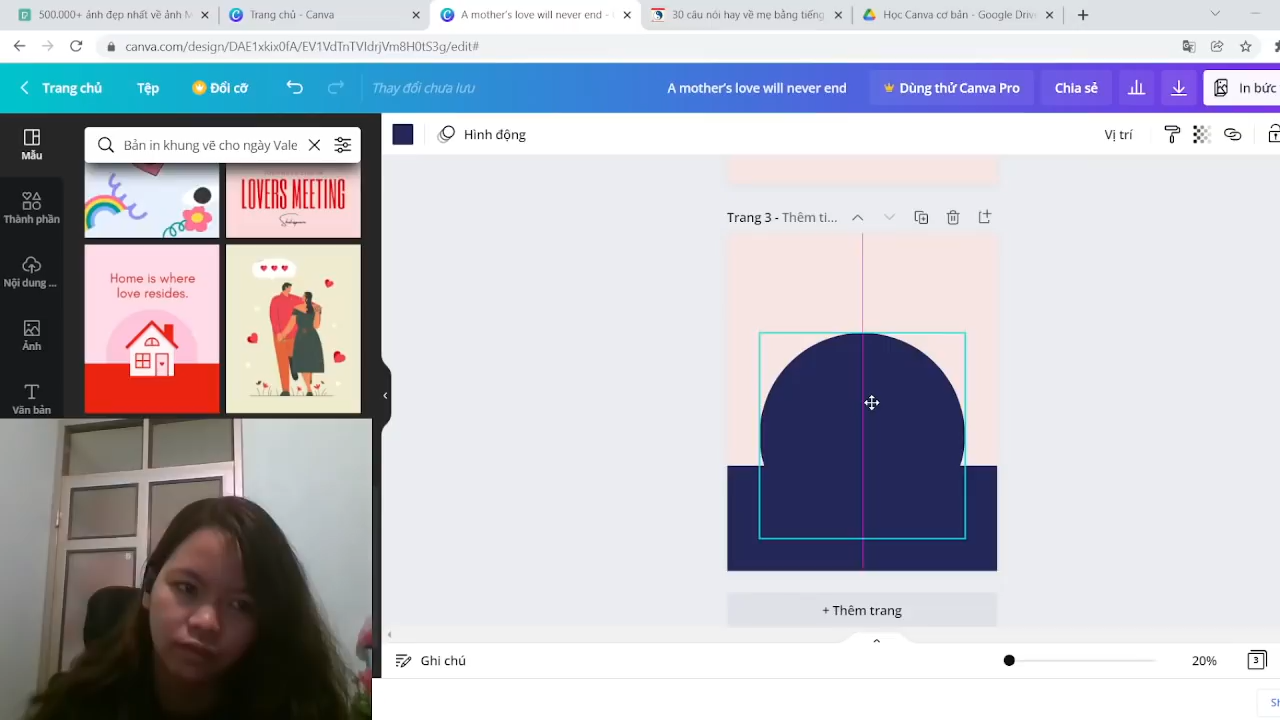 500.000+ ảnh đẹp nhất về ảnh M
Trang chủ - Canva
A mother's love will never end -
30 câu nói hay về mẹ bằng tiếng
Học Canva cơ bản - Google Driv
canva.com/design/DAE1xkix0fA/EV1VdTnTVIdrjVm8H0tS3g/edit#
Trang chủ
Tệp
Đổi cỡ
Thay đổi chưa lưu
A mother's love will never end
Dùng thử Canva Pro
Chia sẻ
In bức
Mẫu
Bản in khung vẽ cho ngày Vale
Hình động
Vị trí
Thành phần
LOVERS MEETING
Trang 3 - Thêm ti...
Nội dung ...
Home is where
love resides.
Ảnh
Văn bản
+ Thêm trang
Ghi chú
20%
3